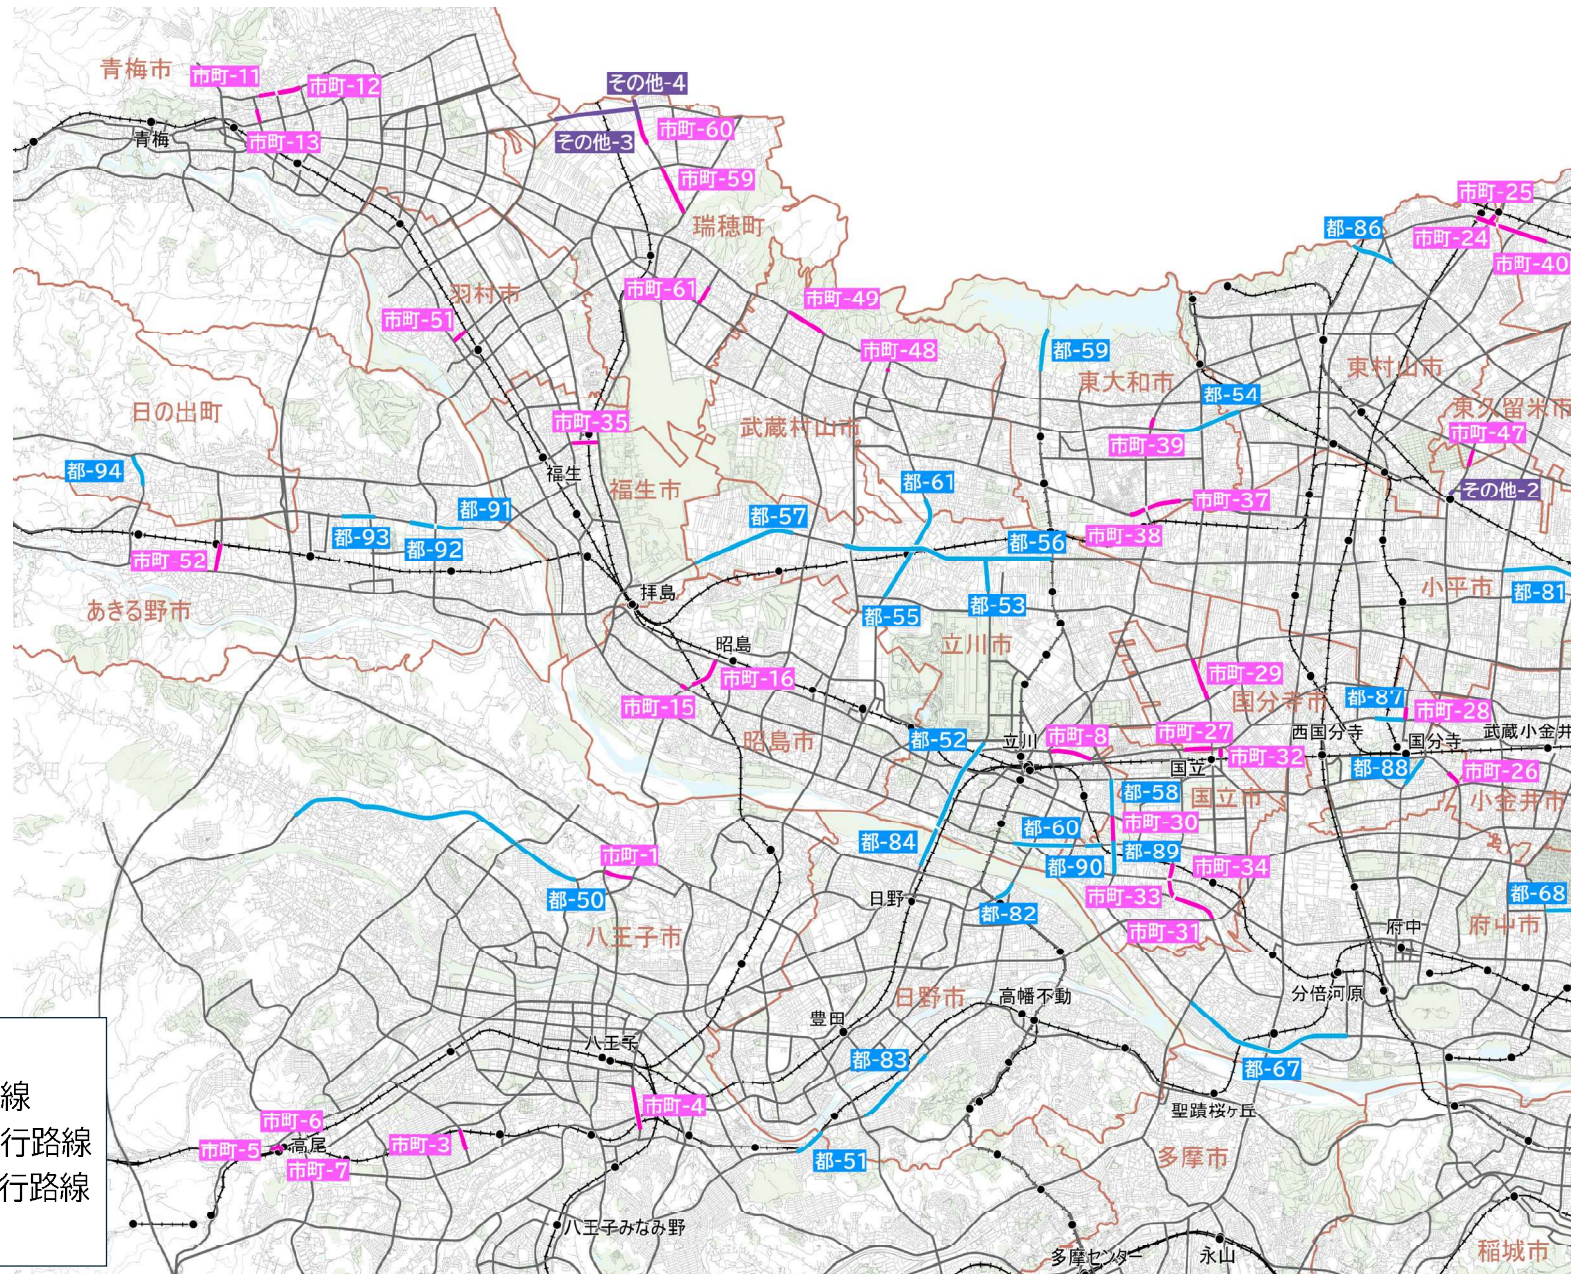 青梅市
市町-11
市町-12
市町-13
青梅
その他-4
その他-3
市町-60
市町-59
瑞穂町
市町-61
市町-49
市町-48
羽村市
市町-51
市町-25
都-86
市町-24
市町-40
都-59
東大和市
都-54
東村山市
東久留米市
市町-47
市町-39
日の出町
市町-35
武蔵村山市
都-94
福生
福生市
都-61
その他-2
都-91
都-93
都-92
都-57
市町-37
市町-38
都-56
市町-52
あきる野市
拝島
都-55
都-53
小平市
都-81
立川市
昭島
市町-16
市町-15
市町-29
国分寺市
都-87
市町-28
昭島市
都-52
立川
市町-8
市町-27
市町-32
西国分寺
国分寺
武蔵小金井
国立
都-88
市町-26
都-58
国立市
小金井市
都-84
都-60
市町-30
都-90
都-89
市町-34
市町-1
都-50
日野
都-82
市町-33
市町-31
都-68
府中市
府中
八王子市
日野市
高幡不動
分倍河原
豊田
八王子
都-83
都-67
線
行路線
行路線
市町-6
市町-5
高尾
市町-7
市町-3
市町-4
聖蹟桜ヶ丘
都-51
多摩市
八王子みなみ野
多摩センター
永山
稲城市